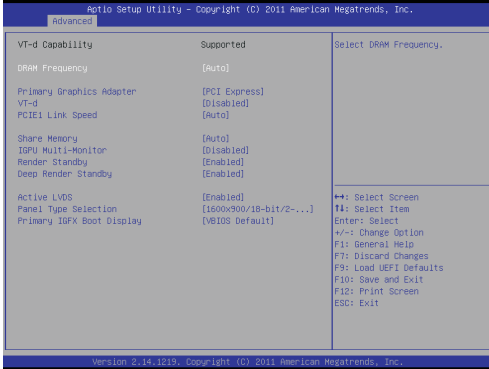 Aptio Setup Utility – Copyright (C) 2011 American Megatrends, Inc.
Advanced
VT-d Capability Supported
DRAM Frequency [Auto]
Primary Graphics Adapter [PCI Express]
VT-d [Disabled]
PCIE1 Link Speed [Auto]
Share Memory [Auto]
IGPU Multi-Monitor [Disabled]
Render Standby [Enabled]
Deep Render Standby [Enabled]
Active LVDS [Enabled]
Panel Type Selection [1600x900/18-bit/2-...]
Primary IGFX Boot Display [VBIOS Default]
Select DRAM Frequency.
↔: Select Screen
↑↓: Select Item
Enter: Select
+/-: Change Option
F1: General Help
F7: Discard Changes
F9: Load UEFI Defaults
F10: Save and Exit
F12: Print Screen
ESC: Exit
Version 2.14.1219. Copyright (C) 2011 American Megatrends, Inc.